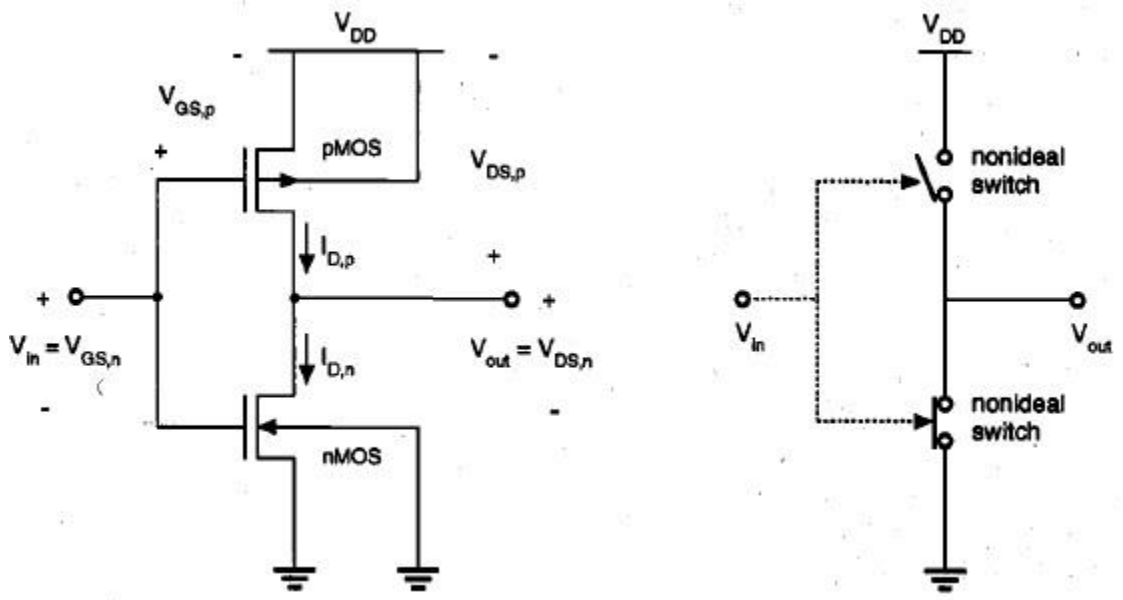 V_DD
-
-
V_GS,p
+
pMOS
V_DS,p
I_D,p
+
+
+
V_in = V_GS,n
V_out = V_DS,n
I_D,n
-
-
nMOS
V_DD
nonideal
switch
V_in
V_out
nonideal
switch